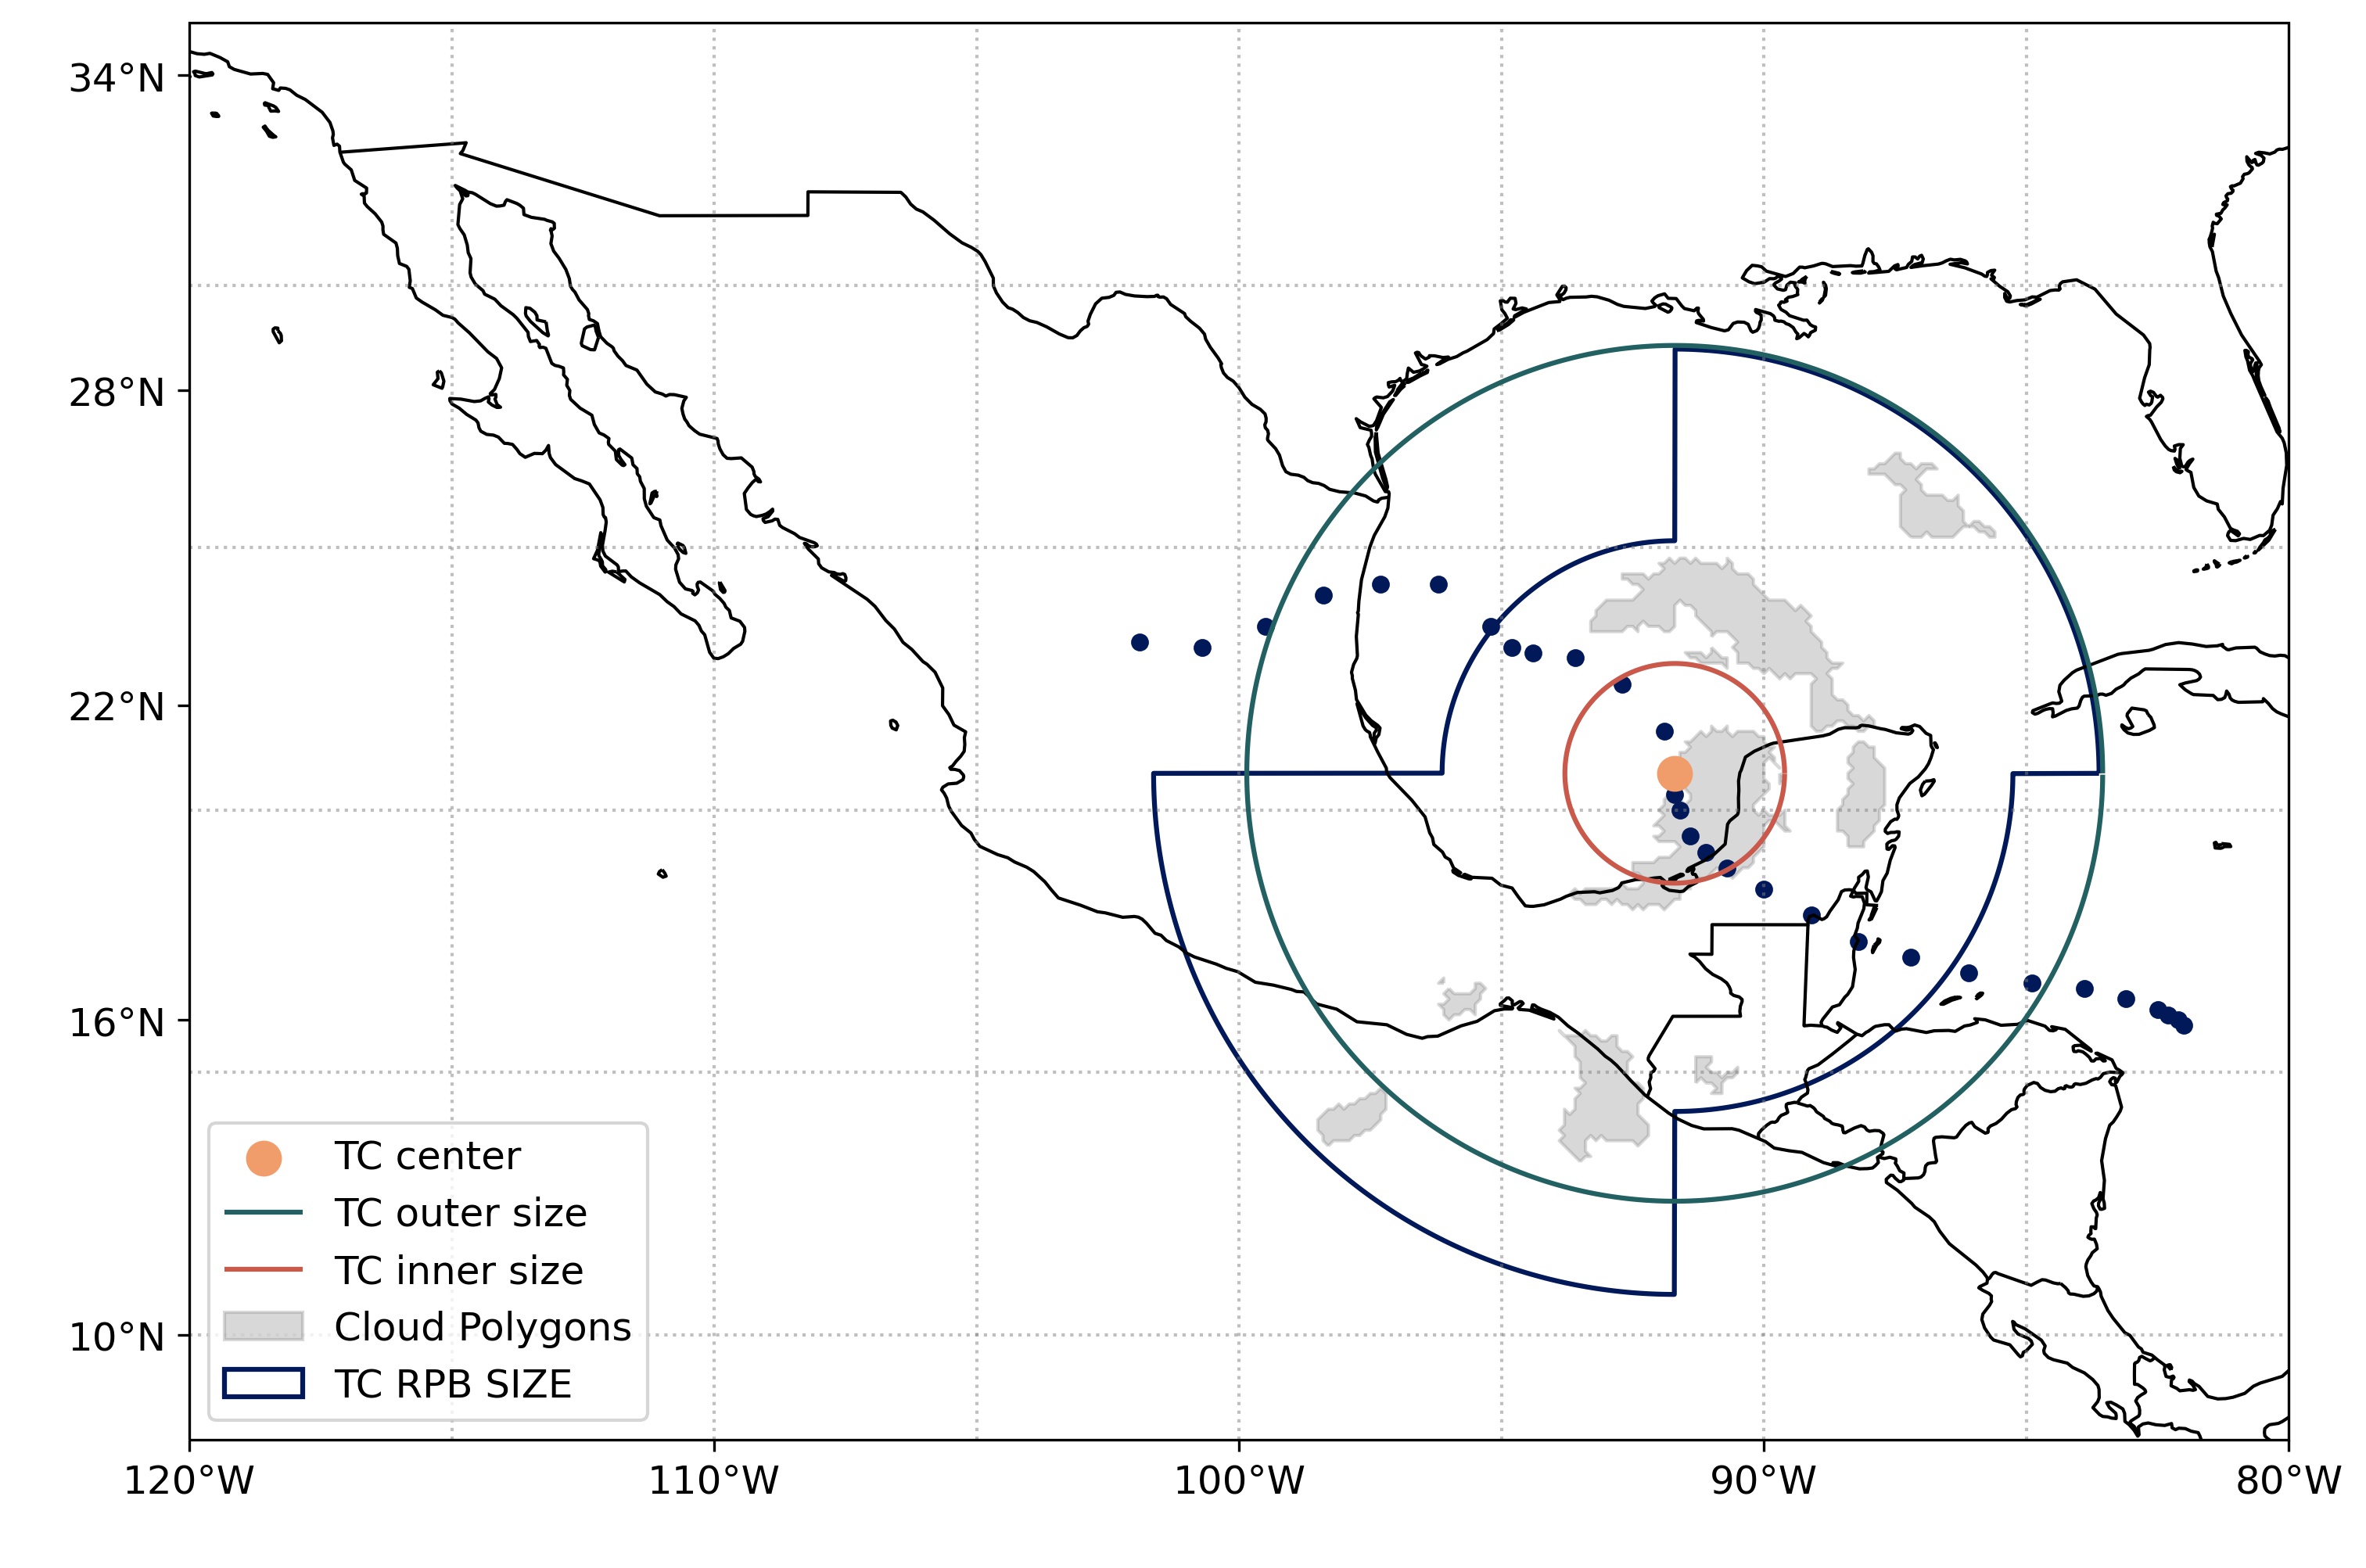 34°N
28°N
22°N
16°N
10°N
TC center
TC outer size
TC inner size
Cloud Polygons
TC RPB SIZE
120°W 110°W 100°W 90°W 80°W